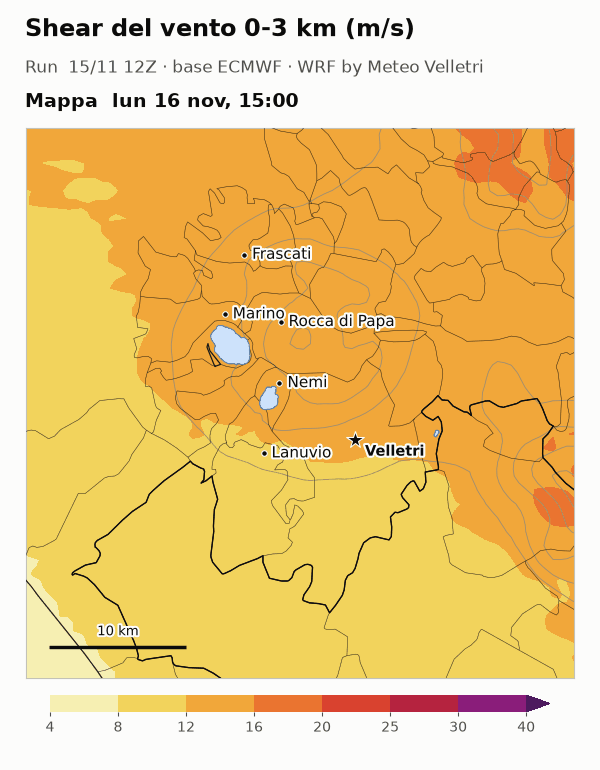 Shear del vento 0-3 km (m/s)
Run  15/11 12Z · base ECMWF · WRF by Meteo Velletri
Mappa  lun 16 nov, 15:00
Frascati
Marino
Rocca di Papa
Nemi
Velletri
Lanuvio
10 km
4 8 12 16 20 25 30 40